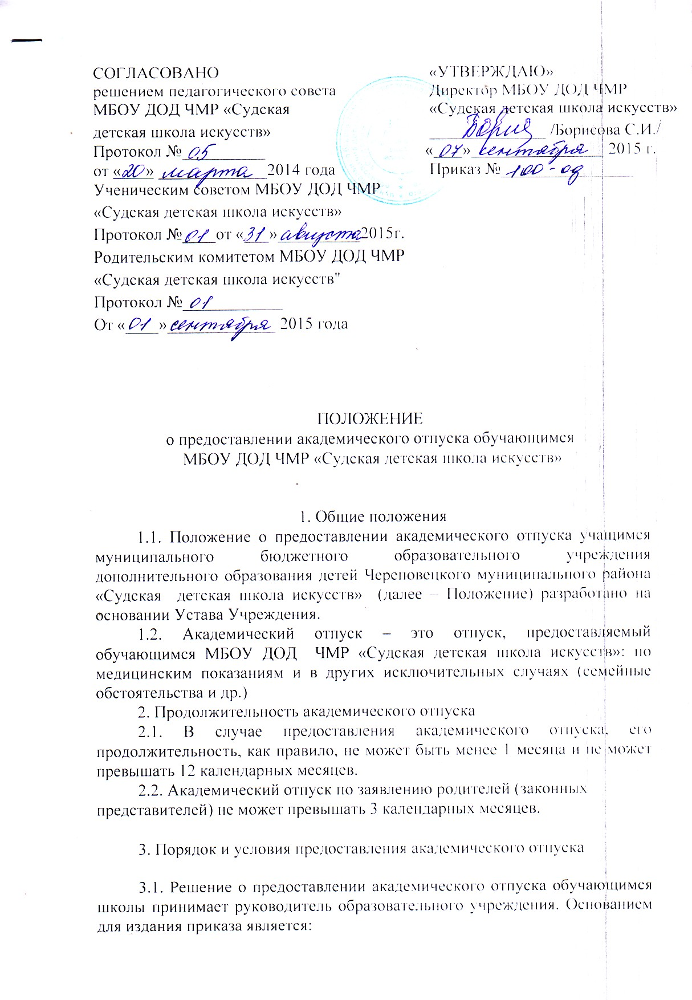 СОГЛАСОВАНО
решением педагогического совета
МБОУ ДОД ЧМР «Судская
детская школа искусств»
Протокол № 05
от «20» марта 2014 года
Ученическим советом МБОУ ДОД ЧМР
«Судская детская школа искусств»
Протокол № 01 от «31» августа 2015г.
Родительским комитетом МБОУ ДОД ЧМР
«Судская детская школа искусств"
Протокол № 01
От «01» сентября 2015 года
«УТВЕРЖДАЮ»
Директор МБОУ ДОД ЧМР
«Судская детская школа искусств»
/Борисова С.И./
«07» сентября 2015 г.
Приказ № 100-од
ПОЛОЖЕНИЕ
о предоставлении академического отпуска обучающимся
МБОУ ДОД ЧМР «Судская детская школа искусств»
1. Общие положения
1.1. Положение о предоставлении академического отпуска учащимся
муниципального бюджетного образовательного учреждения
дополнительного образования детей Череповецкого муниципального района
«Судская детская школа искусств» (далее – Положение) разработано на
основании Устава Учреждения.
1.2. Академический отпуск – это отпуск, предоставляемый
обучающимся МБОУ ДОД ЧМР «Судская детская школа искусств»: по
медицинским показаниям и в других исключительных случаях (семейные
обстоятельства и др.)
2. Продолжительность академического отпуска
2.1. В случае предоставления академического отпуска, его
продолжительность, как правило, не может быть менее 1 месяца и не может
превышать 12 календарных месяцев.
2.2. Академический отпуск по заявлению родителей (законных
представителей) не может превышать 3 календарных месяцев.
3. Порядок и условия предоставления академического отпуска
3.1. Решение о предоставлении академического отпуска обучающимся
школы принимает руководитель образовательного учреждения. Основанием
для издания приказа является: